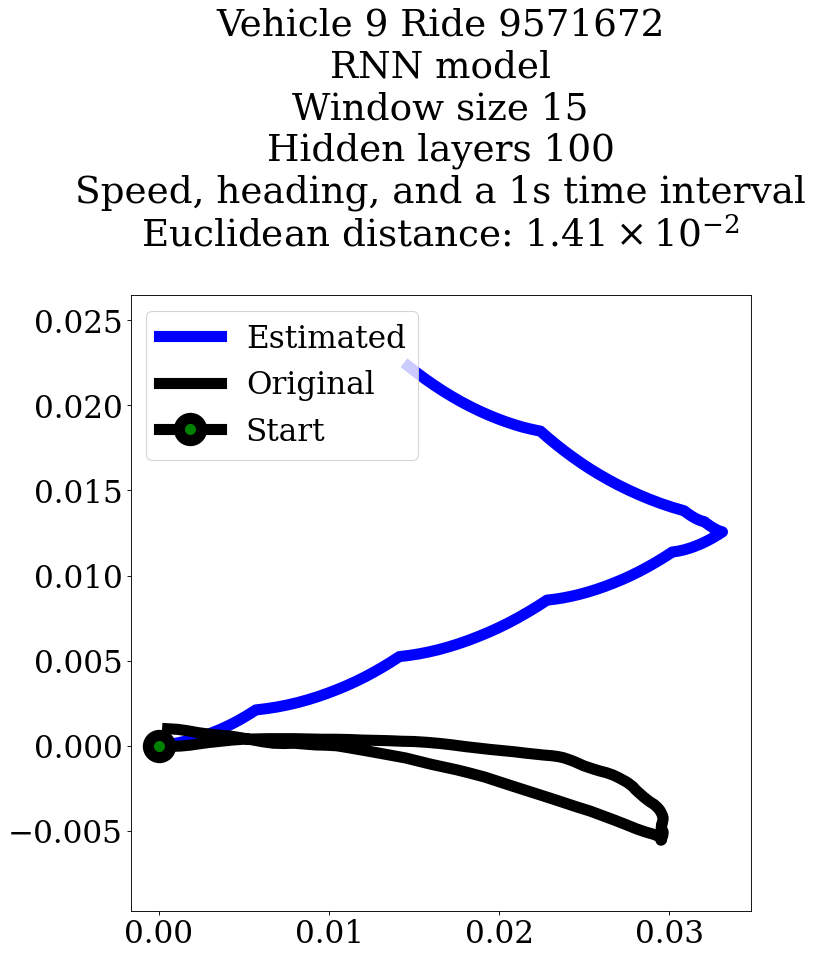 Vehicle 9 Ride 9571672
RNN model
Window size 15
Hidden layers 100
Speed, heading, and a 1s time interval
Euclidean distance: 1.41 × 10⁻²
0.025
0.020
0.015
0.010
0.005
0.000
−0.005
Estimated
Original
Start
0.00 0.01 0.02 0.03